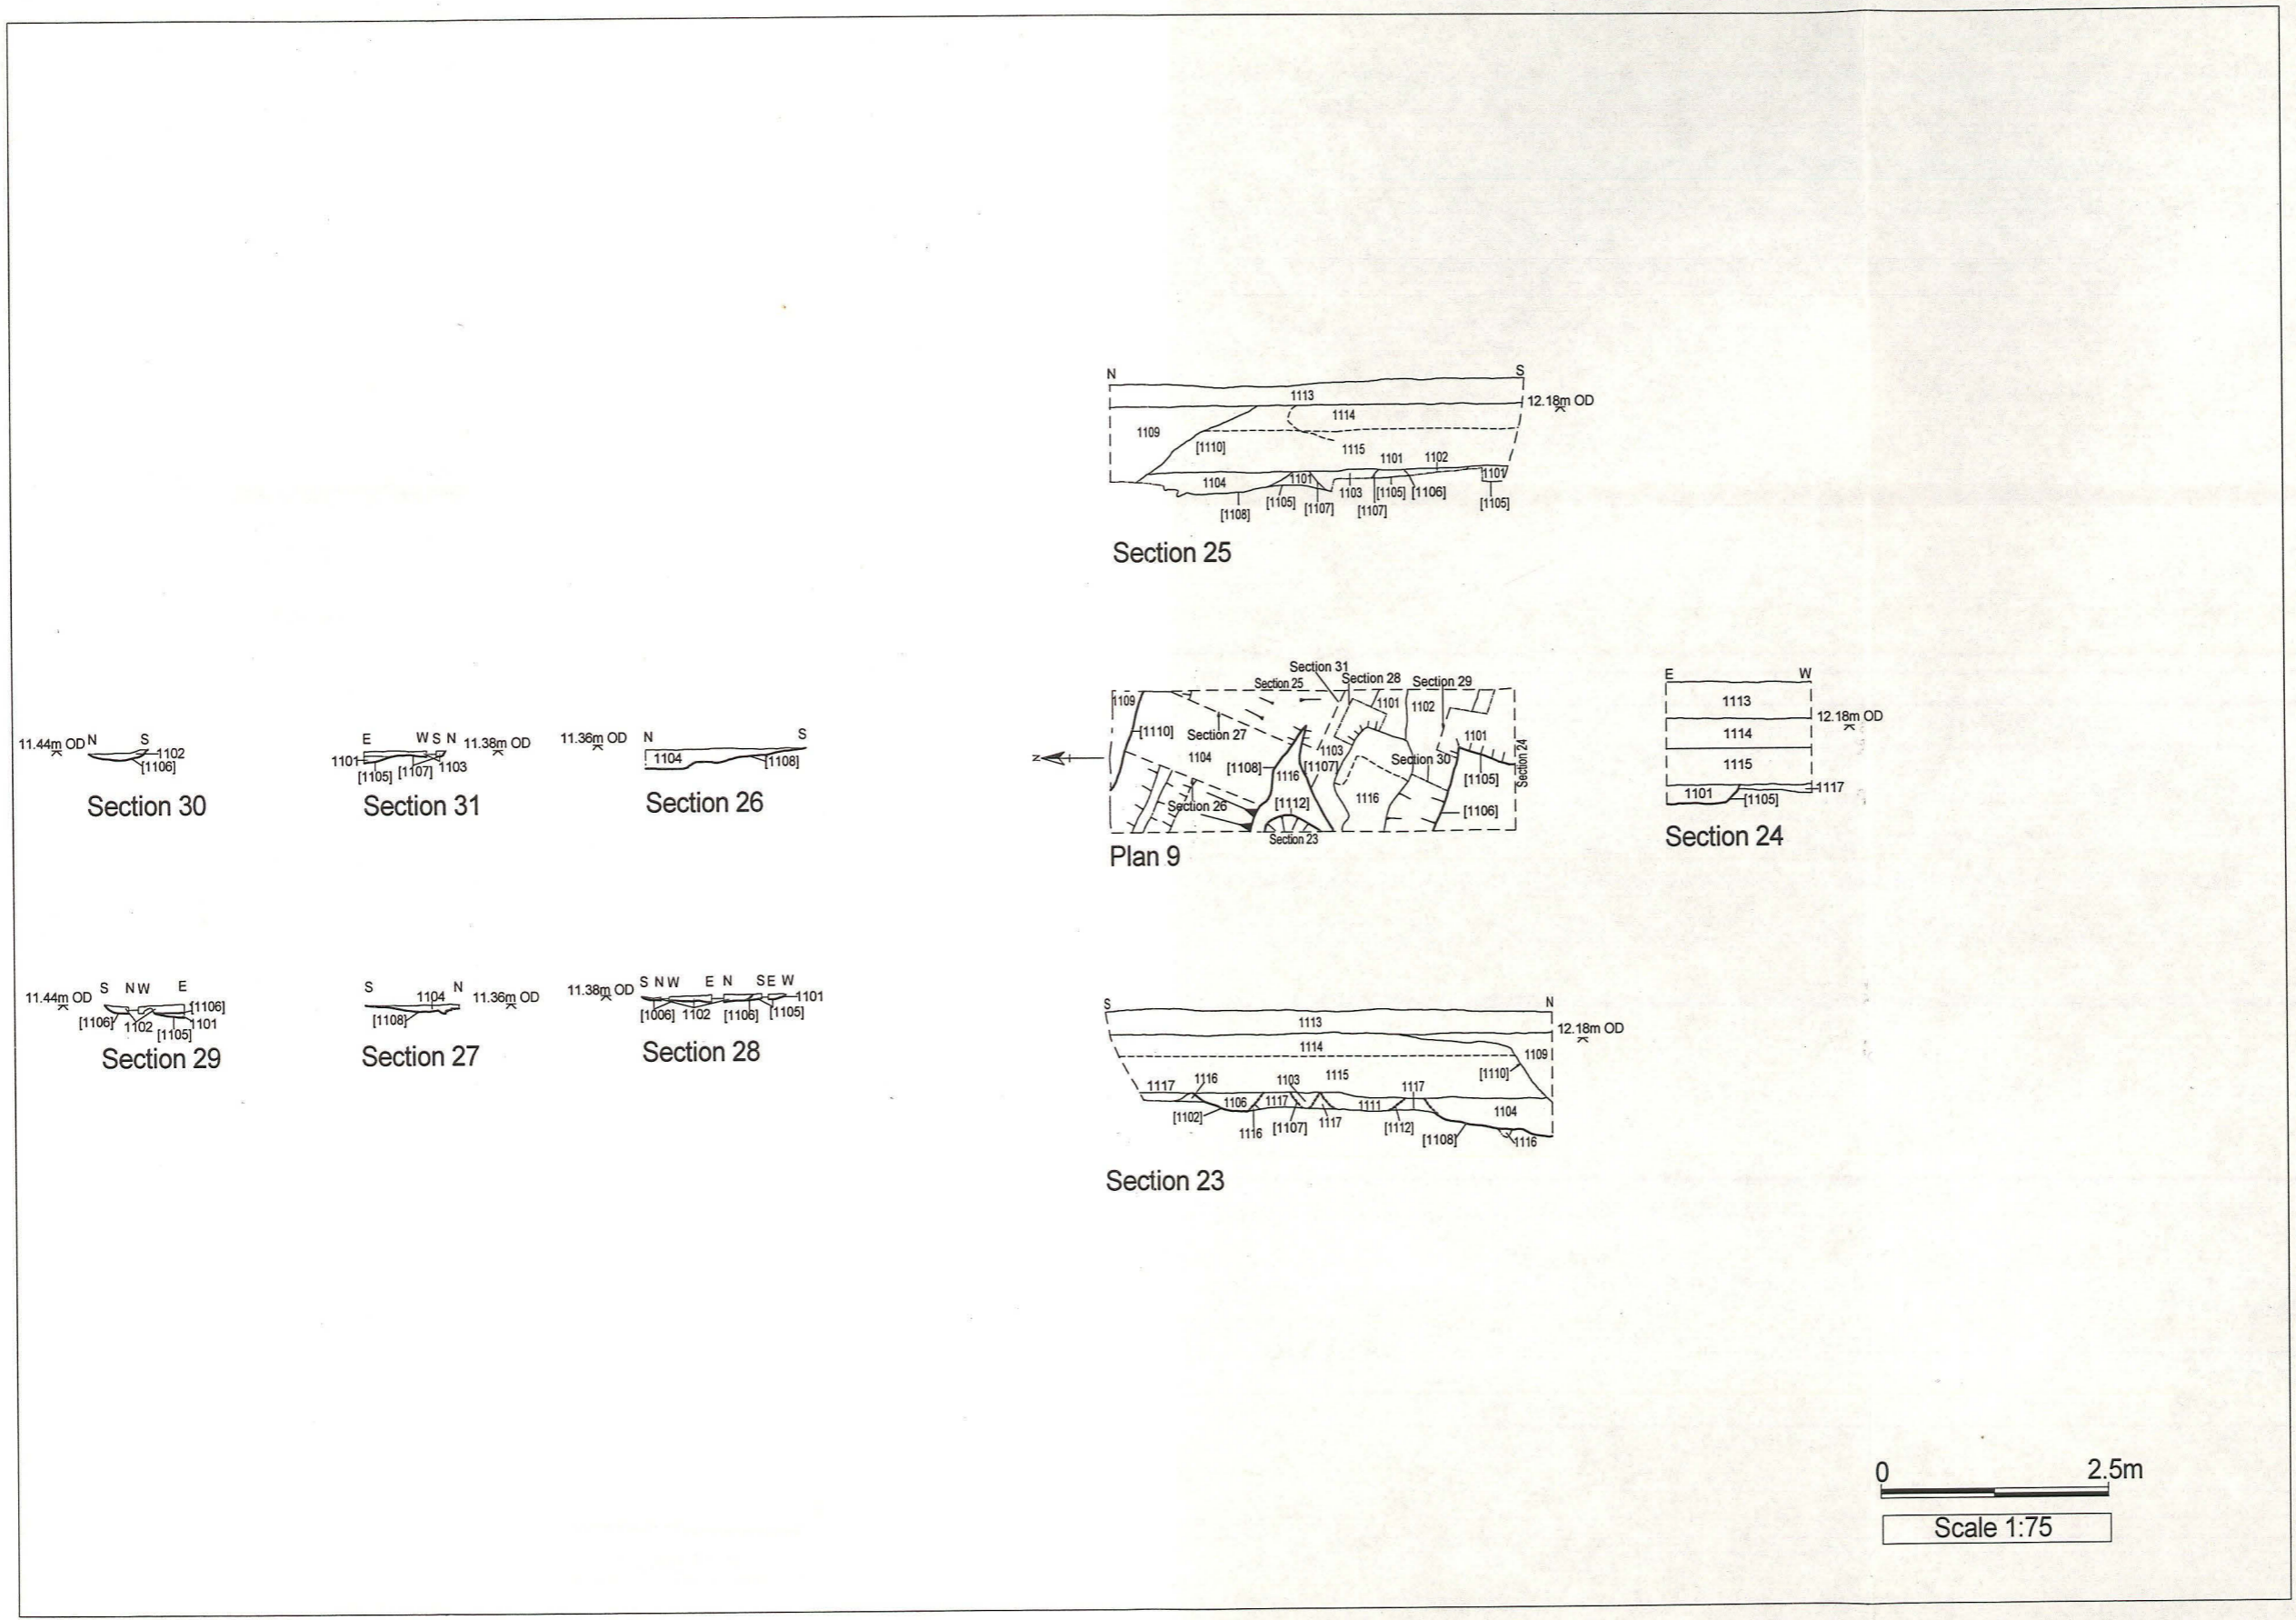 N S
1113
12.18m OD
1114
1109
[1110]
1115
1101 1102
1104 1101 1101
[1105] 1103 [1105] [1106]
[1108] [1107] [1107] [1105]
Section 25
Section 31
Section 25 Section 28 Section 29
1109 1101 1102
[1110] Section 27 1103 1101
N 1104 [1108] [1107] Section 30 Section 24
1116 [1105]
Section 26 [1112] 1116 [1106]
Section 23
Plan 9
E W
1113
12.18m OD
1114
1115
1101 [1105] 1117
Section 24
11.44m OD N S
1102
[1106]
Section 30
E W S N 11.38m OD
1101 [1105] [1107] 1103
Section 31
11.36m OD N S
1104 [1108]
Section 26
11.44m OD S N W E
[1106]
[1106] 1102 1101
[1105]
Section 29
S N
1104 11.36m OD
[1108]
Section 27
11.38m OD S N W E N S E W
1101
[1006] 1102 [1106] [1105]
Section 28
S N
1113
12.18m OD
1114 1109
[1110]
1117 1116 1103 1115 1117
1106 1117 1111 1104
[1102] 1116 [1107] 1117 [1112] [1108] 1116
Section 23
0 2.5m
Scale 1:75